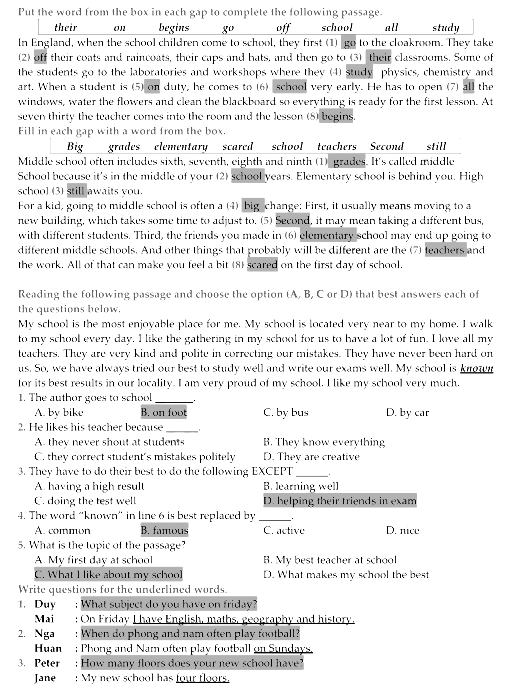 Put the word from the box in each gap to complete the following passage.
their on begins go off school all study
In England, when the school children come to school, they first (1) go to the cloakroom. They take
(2) off their coats and raincoats, their caps and hats, and then go to (3) their classrooms. Some of
the students go to the laboratories and workshops where they (4) study physics, chemistry and
art. When a student is (5) on duty, he comes to (6) school very early. He has to open (7) all the
windows, water the flowers and clean the blackboard so everything is ready for the first lesson. At
seven thirty the teacher comes into the room and the lesson (8) begins.
Fill in each gap with a word from the box.
Big grades elementary scared school teachers Second still
Middle school often includes sixth, seventh, eighth and ninth (1) grades. It's called middle
School because it's in the middle of your (2) school years. Elementary school is behind you. High
school (3) still awaits you.
For a kid, going to middle school is often a (4) big change: First, it usually means moving to a
new building, which takes some time to adjust to. (5) Second, it may mean taking a different bus,
with different students. Third, the friends you made in (6) elementary school may end up going to
different middle schools. And other things that probably will be different are the (7) teachers and
the work. All of that can make you feel a bit (8) scared on the first day of school.
Reading the following passage and choose the option (A, B, C or D) that best answers each of
the questions below.
My school is the most enjoyable place for me. My school is located very near to my home. I walk
to my school every day. I like the gathering in my school for us to have a lot of fun. I love all my
teachers. They are very kind and polite in correcting our mistakes. They have never been hard on
us. So, we have always tried our best to study well and write our exams well. My school is known
for its best results in our locality. I am very proud of my school. I like my school very much.
1. The author goes to school ______.
A. by bike B. on foot C. by bus D. by car
2. He likes his teacher because ______.
A. they never shout at students B. They know everything
C. they correct student's mistakes politely D. They are creative
3. They have to do their best to do the following EXCEPT ______.
A. having a high result B. learning well
C. doing the test well D. helping their friends in exam
4. The word "known" in line 6 is best replaced by ______.
A. common B. famous C. active D. nice
5. What is the topic of the passage?
A. My first day at school B. My best teacher at school
C. What I like about my school D. What makes my school the best
Write questions for the underlined words.
1. Duy : What subject do you have on friday?
Mai : On Friday I have English, maths, geography and history.
2. Nga : When do phong and nam often play football?
Huan : Phong and Nam often play football on Sundays.
3. Peter : How many floors does your new school have?
Jane : My new school has four floors.